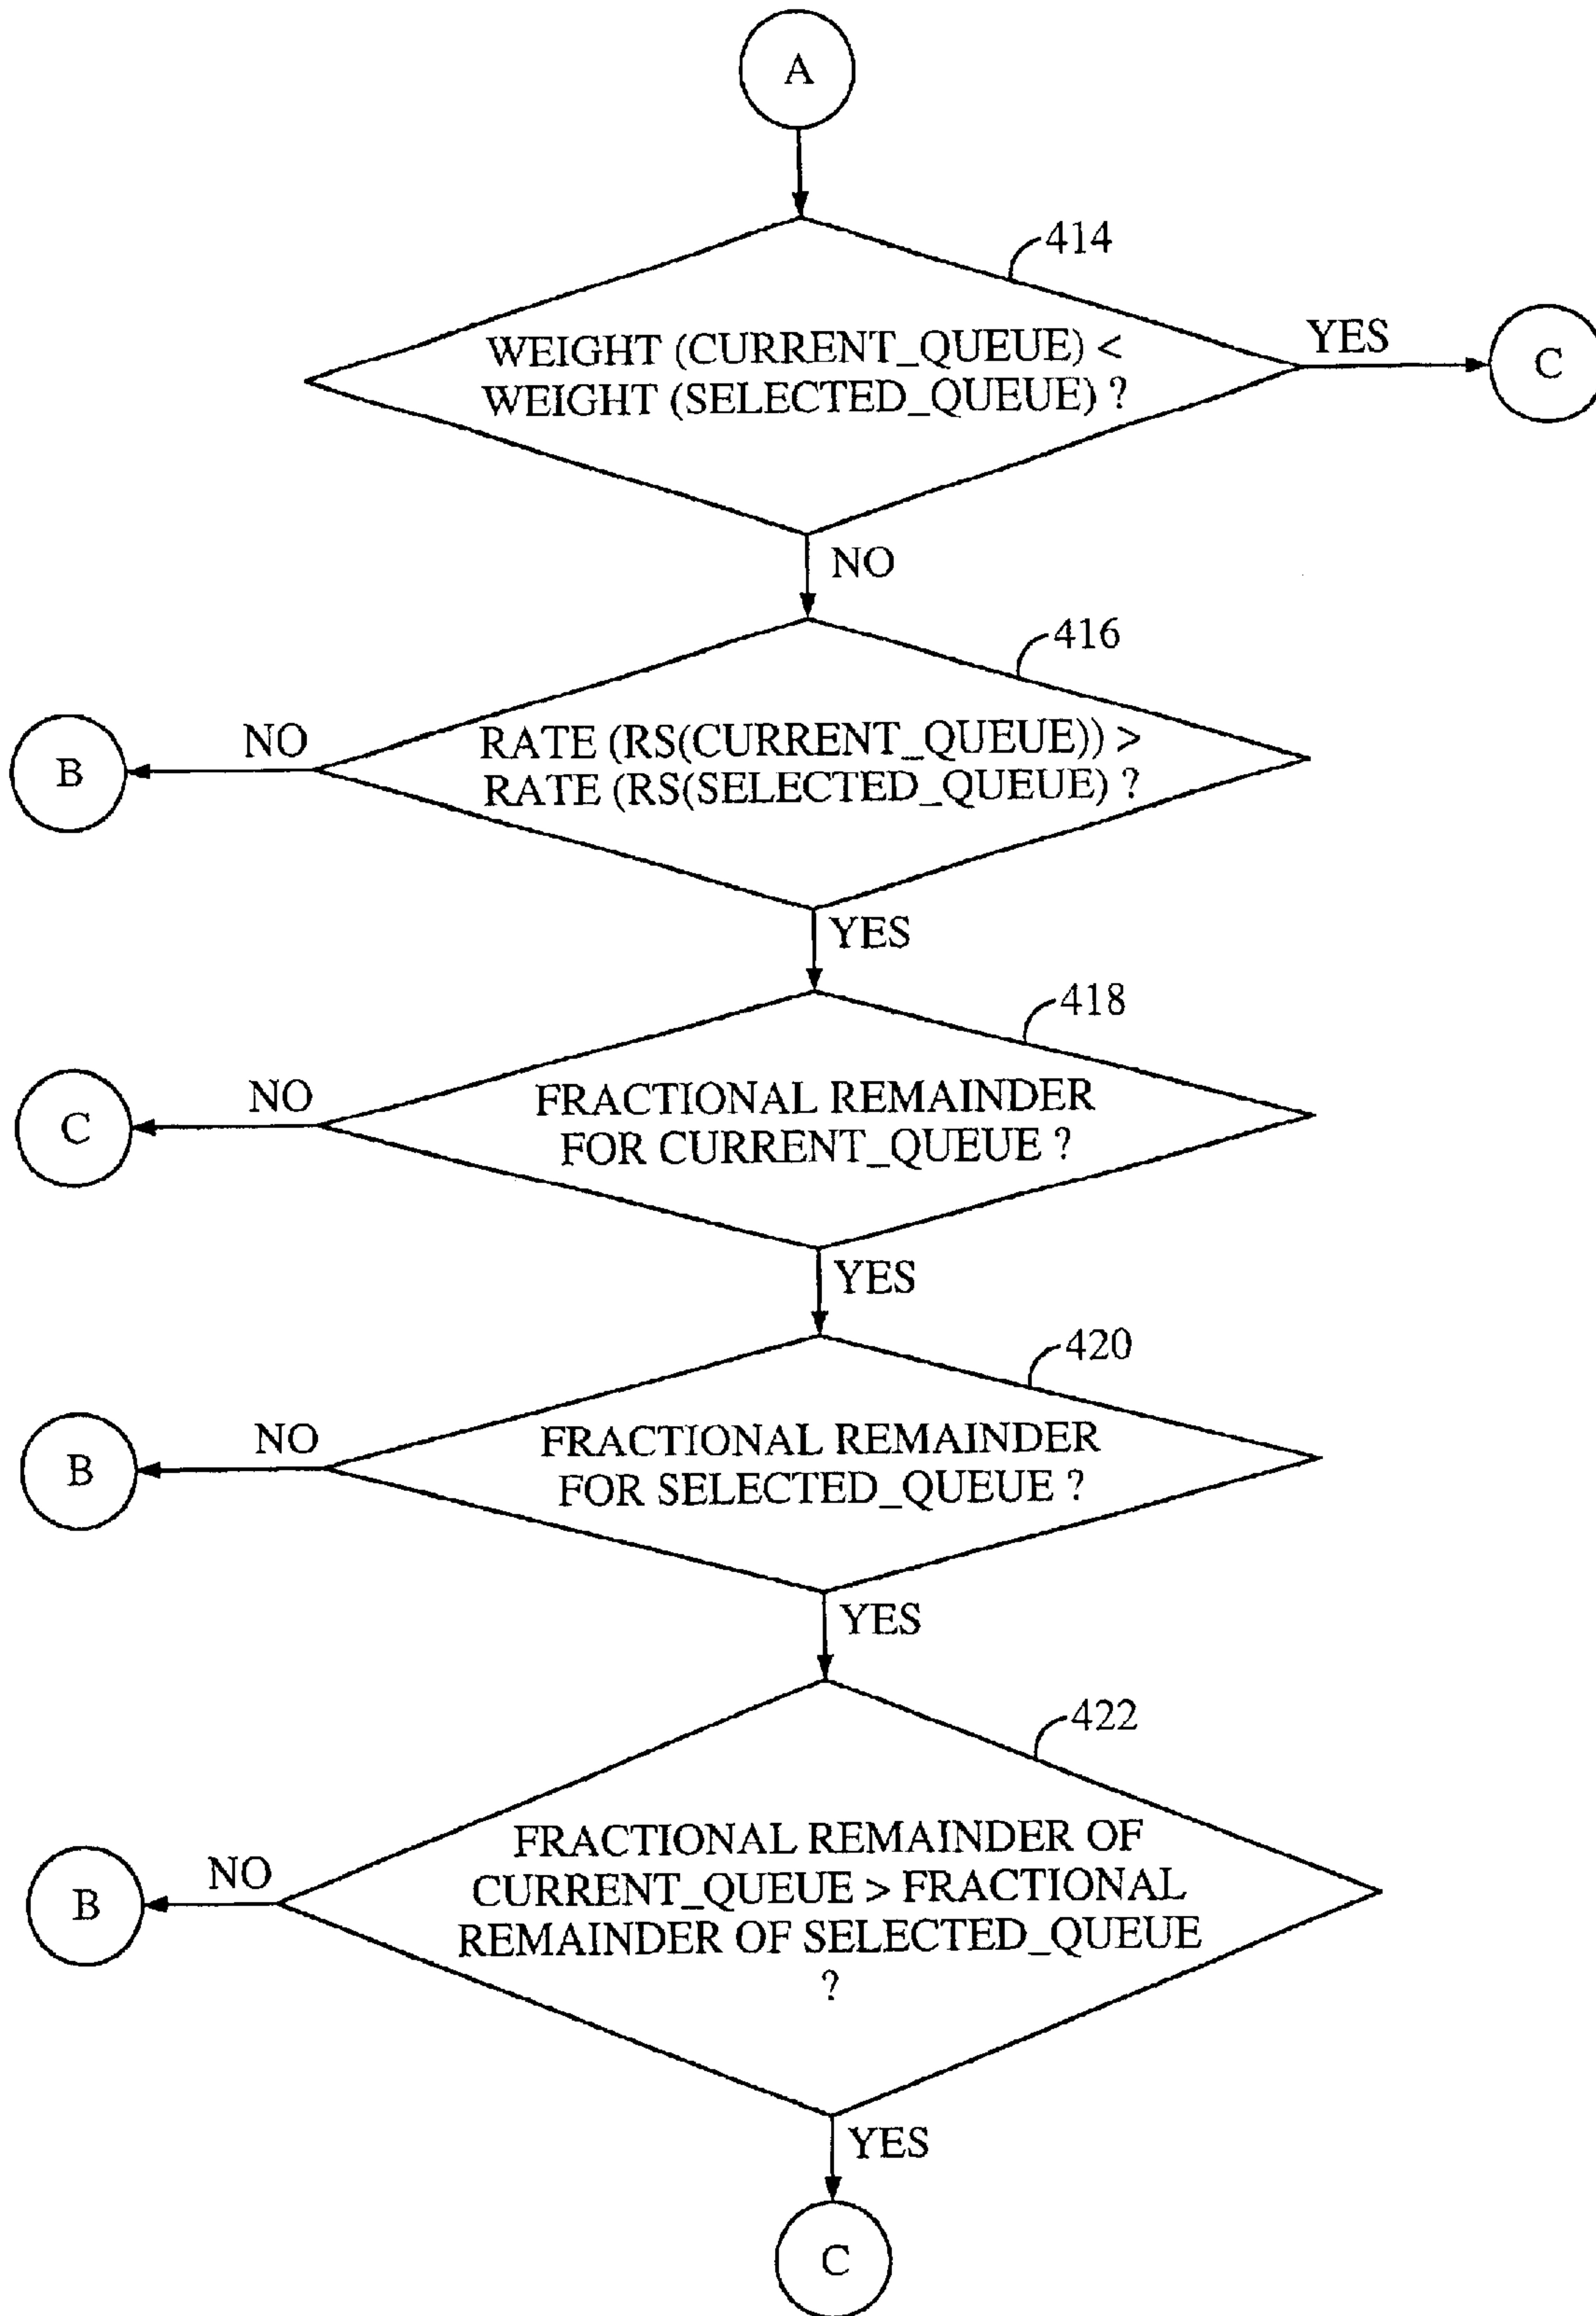 A
414
WEIGHT (CURRENT_QUEUE) <
WEIGHT (SELECTED_QUEUE) ?
YES
C
NO
416
RATE (RS(CURRENT_QUEUE)) >
RATE (RS(SELECTED_QUEUE) ?
NO
B
YES
418
FRACTIONAL REMAINDER
FOR CURRENT_QUEUE ?
NO
C
YES
420
FRACTIONAL REMAINDER
FOR SELECTED_QUEUE ?
NO
B
YES
422
FRACTIONAL REMAINDER OF
CURRENT_QUEUE > FRACTIONAL
REMAINDER OF SELECTED_QUEUE
?
NO
B
YES
C